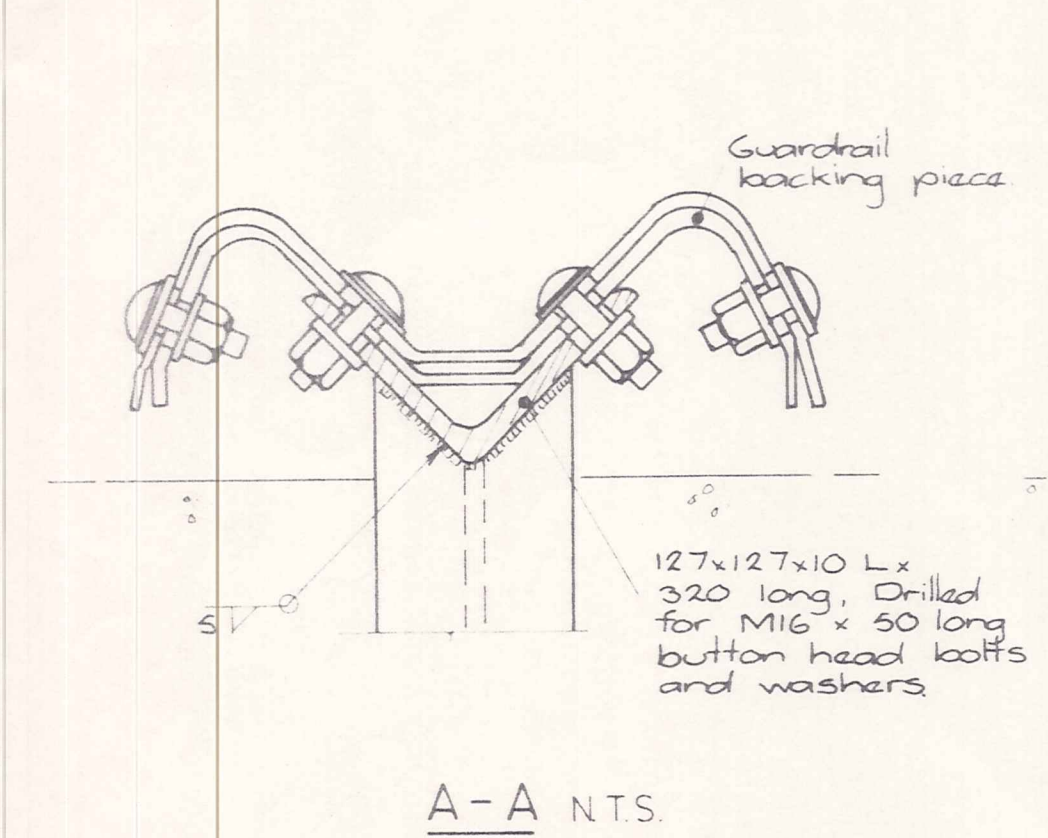 Guardrail
backing piece.
127x127x10 L x
320 long, Drilled
for M16 x 50 long
button head bolts
and washers.
5
A-A N.T.S.